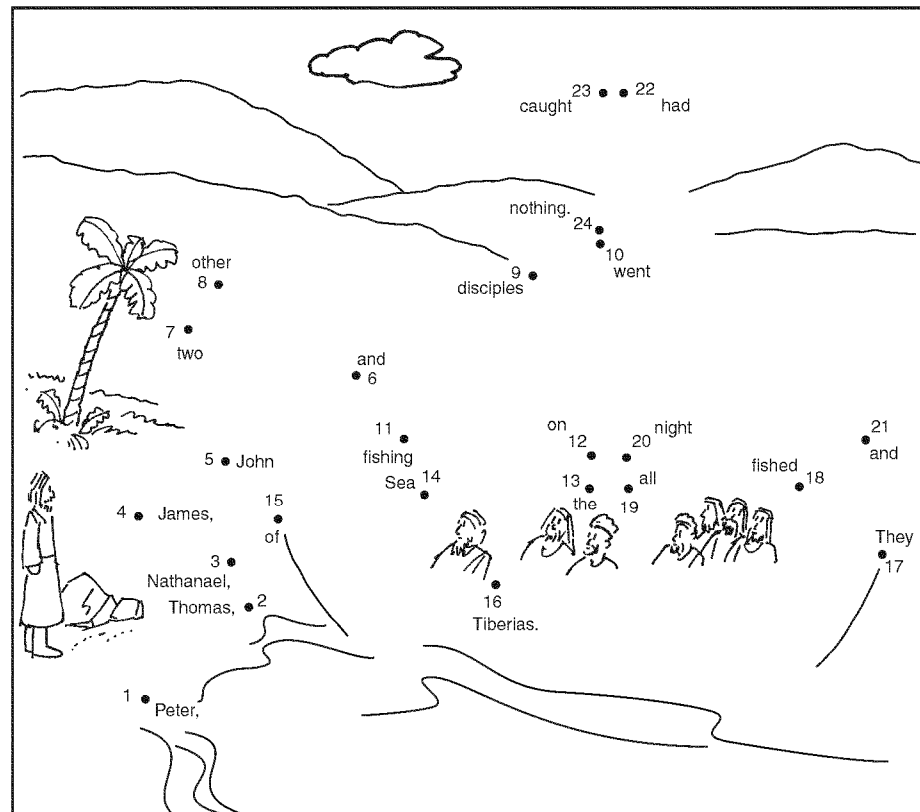 1 Peter,
Thomas, 2
3
Nathanael,
4 James,
5 John
and
6
7
two
other
8
9
disciples
10
went
11
fishing
on
12
13
the
14
Sea
15
of
16
Tiberias.
They
17
fished
18
all
19
night
20
21
and
22
had
23
caught
nothing.
24